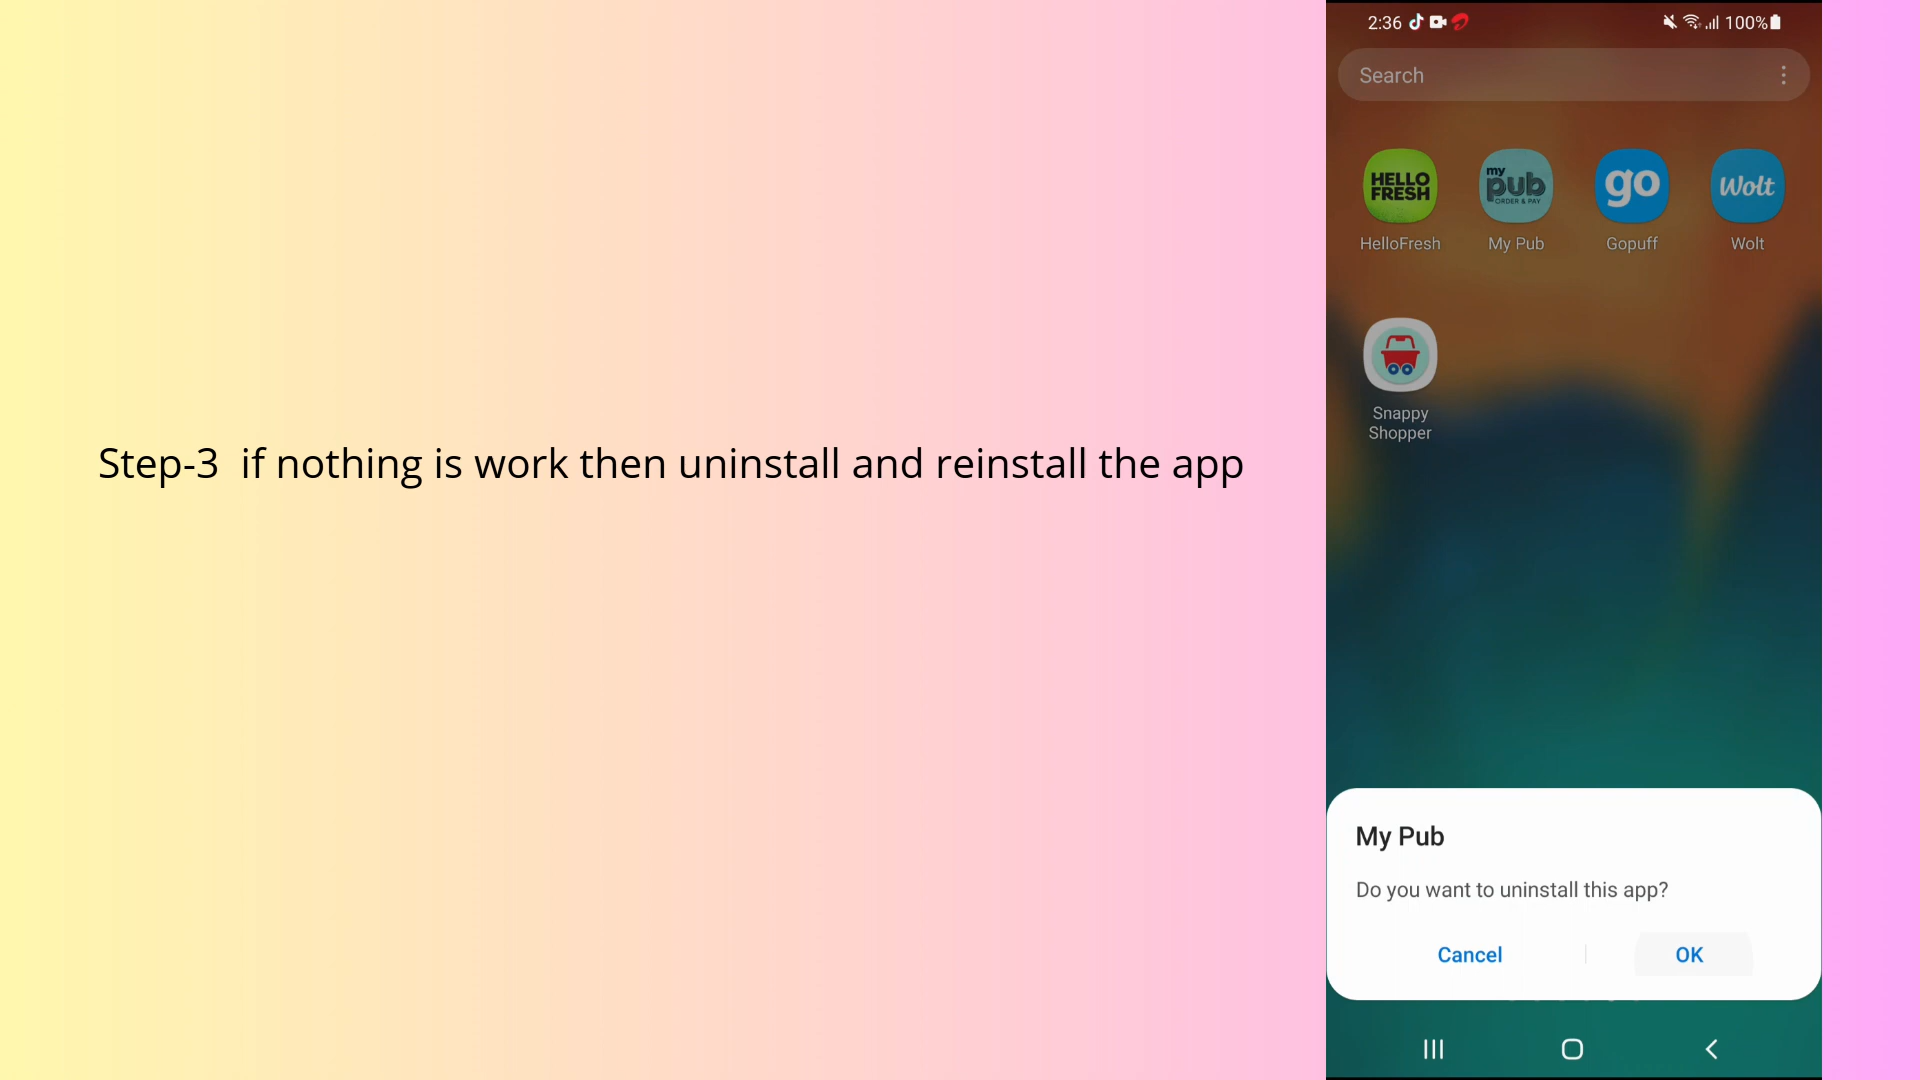 2:36
100%
Search
HELLO
FRESH
my
pub
ORDER & PAY
go
Wolt
HelloFresh
My Pub
Gopuff
Wolt
Snappy
Shopper
Step-3  if nothing is work then uninstall and reinstall the app
My Pub
Do you want to uninstall this app?
Cancel
OK